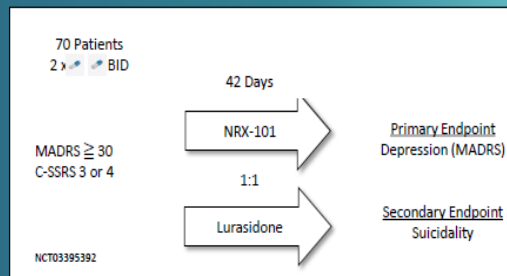 70 Patients
2 x BID
MADRS ≧ 30
C-SSRS 3 or 4
NCT03395392
42 Days
NRX-101
1:1
Lurasidone
Primary Endpoint
Depression (MADRS)
Secondary Endpoint
Suicidality